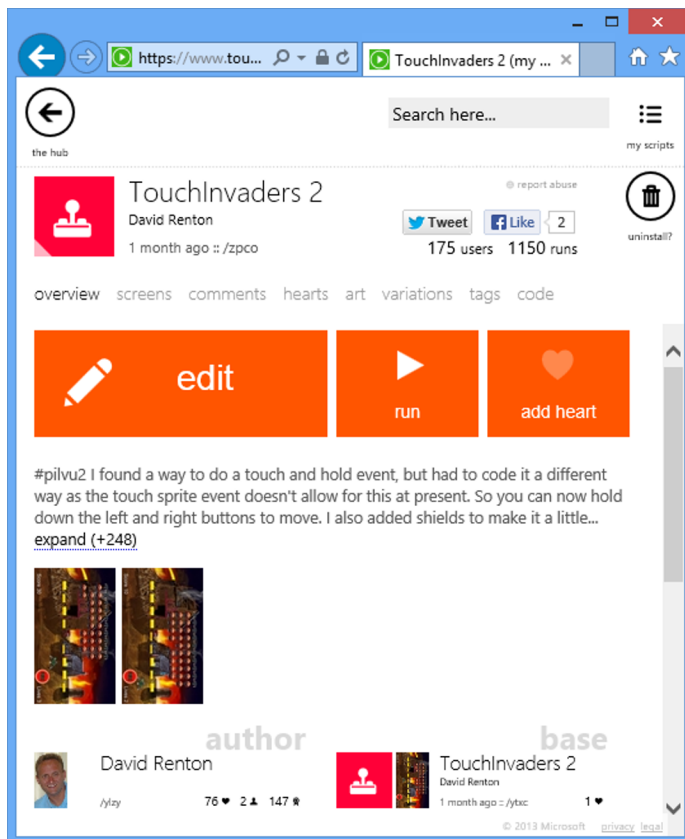 https://www.tou...
TouchInvaders 2 (my ...
Search here...
the hub
my scripts
TouchInvaders 2
report abuse
David Renton
Tweet
Like
2
1 month ago :: /zpco
175 users 1150 runs
uninstall?
overview screens comments hearts art variations tags code
edit
run
add heart
#pilvu2 I found a way to do a touch and hold event, but had to code it a different
way as the touch sprite event doesn't allow for this at present. So you can now hold
down the left and right buttons to move. I also added shields to make it a little...
expand (+248)
author
David Renton
/ylzy
76 ♥ 2 147
base
TouchInvaders 2
David Renton
1 month ago :: /ytxc
1 ♥
© 2013 Microsoft privacy legal